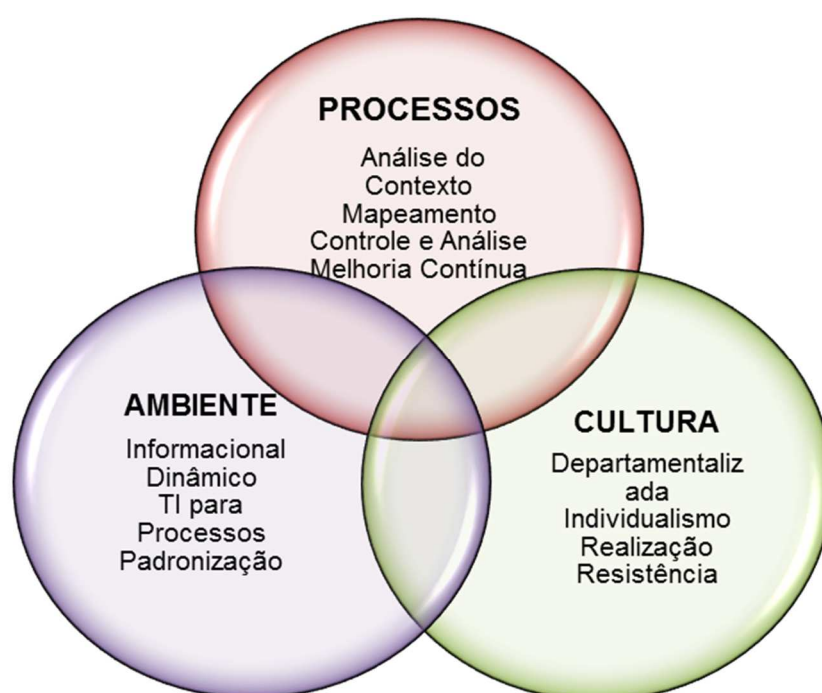 PROCESSOS
Análise do
Contexto
Mapeamento
Controle e Análise
Melhoria Contínua
AMBIENTE
Informacional
Dinâmico
TI para
Processos
Padronização
CULTURA
Departamentaliz
ada
Individualismo
Realização
Resistência